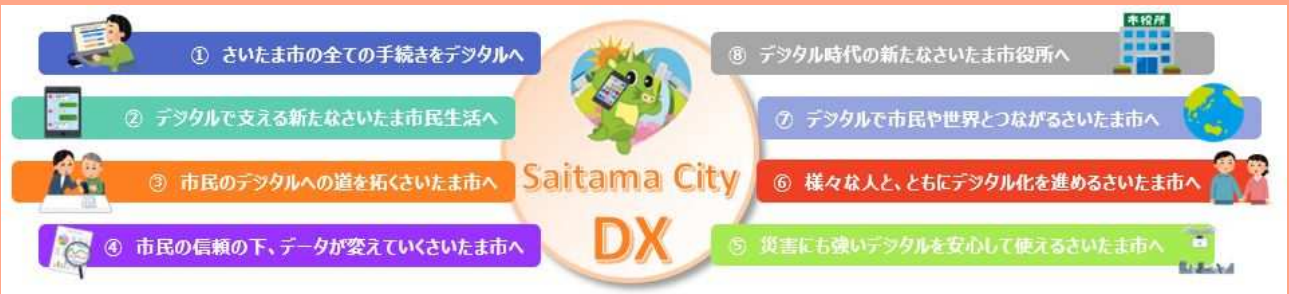 ① さいたま市の全ての手続きをデジタルへ
② デジタルで支える新たなさいたま市民生活へ
③ 市民のデジタルへの道を拓くさいたま市へ
④ 市民の信頼の下、データが変えていくさいたま市へ
Saitama City
DX
市役所
⑧ デジタル時代の新たなさいたま市役所へ
⑦ デジタルで市民や世界とつながるさいたま市へ
⑥ 様々な人と、ともにデジタル化を進めるさいたま市へ
⑤ 災害にも強いデジタルを安心して使えるさいたま市へ